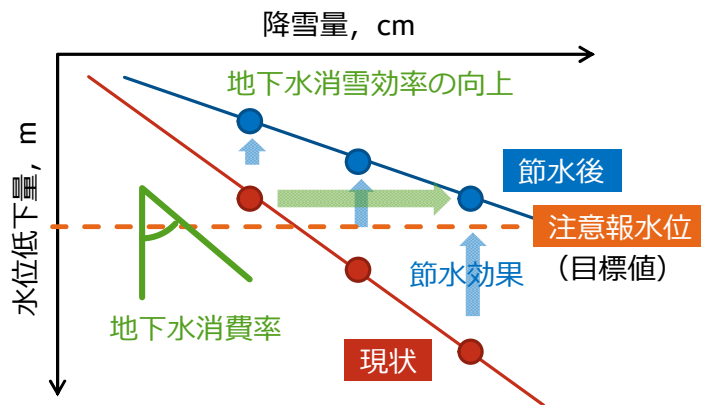 降雪量，cm
地下水消雪効率の向上
水位低下量，m
節水後
注意報水位
（目標値）
節水効果
地下水消費率
現状